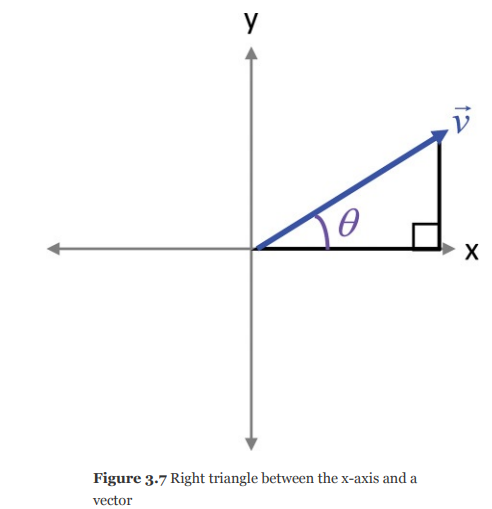 y
v⃗
θ
x
Figure 3.7 Right triangle between the x-axis and a
vector